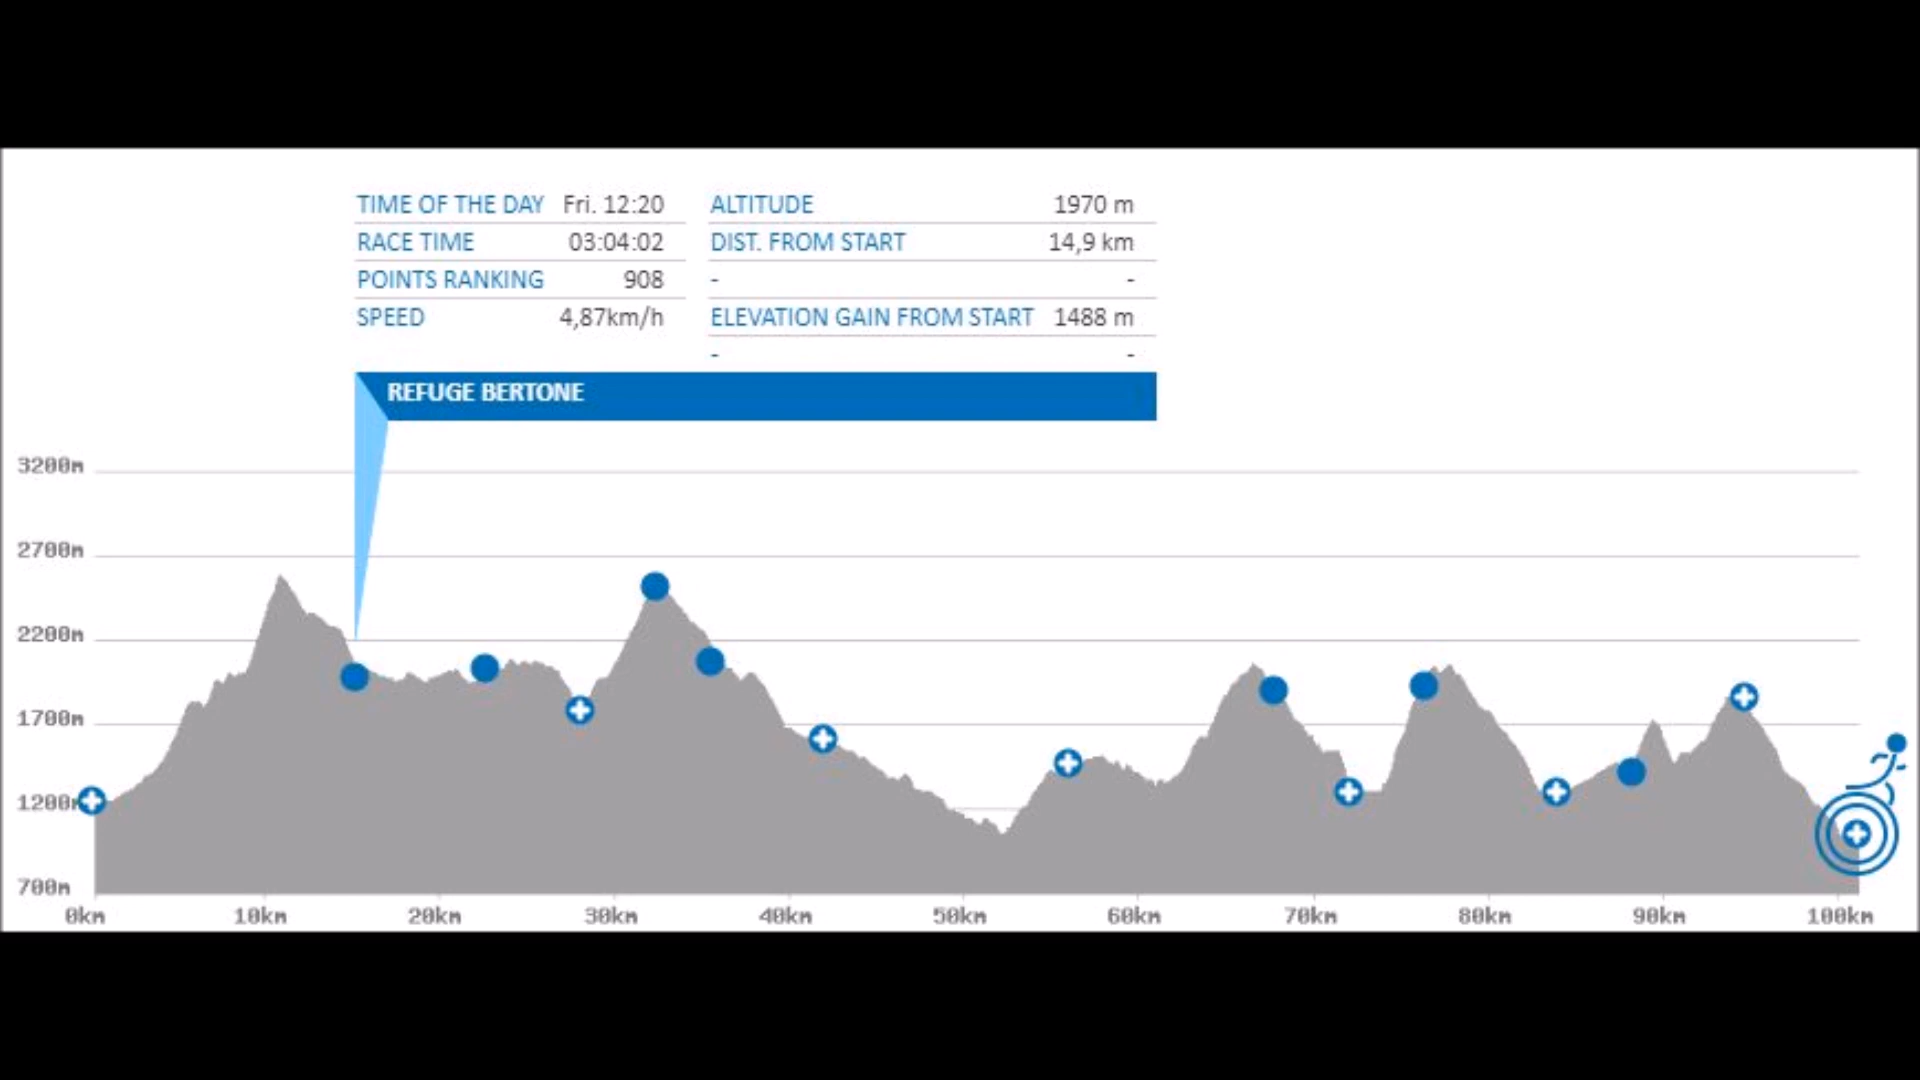 TIME OF THE DAY Fri. 12:20 ALTITUDE 1970 m
RACE TIME 03:04:02 DIST. FROM START 14,9 km
POINTS RANKING 908 - -
SPEED 4,87km/h ELEVATION GAIN FROM START 1488 m
- -
REFUGE BERTONE
3200m
2700m
2200m
1700m
1200m
700m
0km 10km 20km 30km 40km 50km 60km 70km 80km 90km 100km